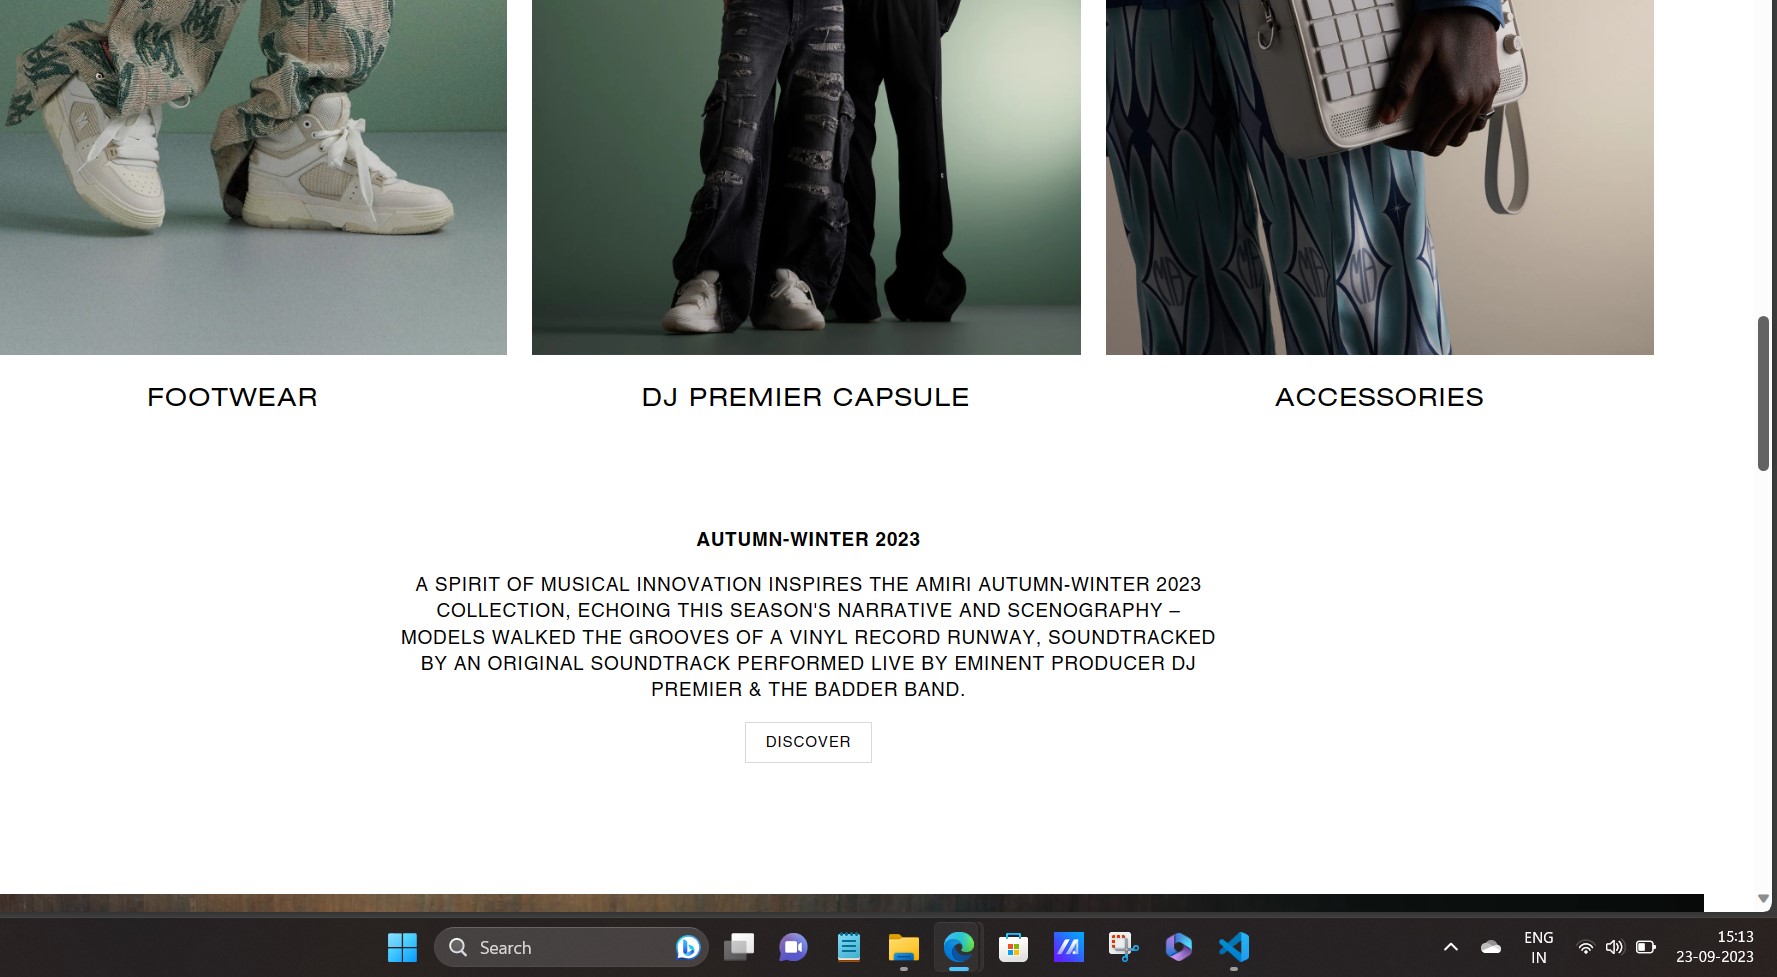 FOOTWEAR
DJ PREMIER CAPSULE
ACCESSORIES
AUTUMN-WINTER 2023
A SPIRIT OF MUSICAL INNOVATION INSPIRES THE AMIRI AUTUMN-WINTER 2023
COLLECTION, ECHOING THIS SEASON'S NARRATIVE AND SCENOGRAPHY –
MODELS WALKED THE GROOVES OF A VINYL RECORD RUNWAY, SOUNDTRACKED
BY AN ORIGINAL SOUNDTRACK PERFORMED LIVE BY EMINENT PRODUCER DJ
PREMIER & THE BADDER BAND.
DISCOVER
Search
ENG
IN
15:13
23-09-2023